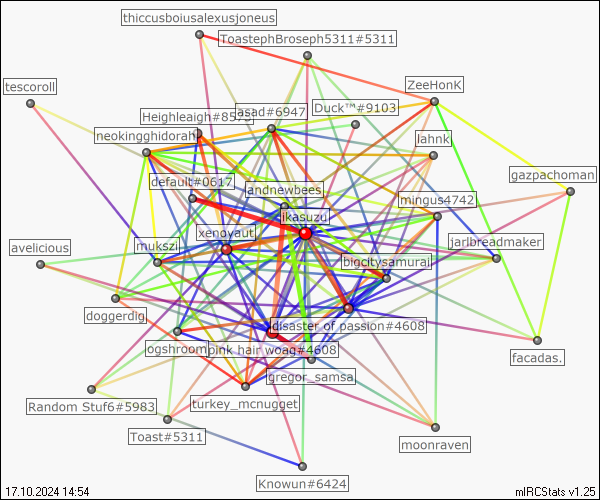 thiccusboiusalexusjoneus
ToastephBroseph5311#5311
ZeeHonK
tescoroll
Heighleaigh#857
asad#6947
Duck™#9103
neokingghidorah
lahnk
gazpachoman
default#0617
andnewbees
mingus4742
ikasuzu
xenoyaut
mukszi
jarlbreadmaker
avelicious
bigcitysamurai
doggerdig
disaster of passion#4608
ogshroom
pink hair woag#4608
facadas.
gregor_samsa
Random Stuf6#5983
turkey_mcnugget
Toast#5311
moonraven
Knowun#6424
17.10.2024 14:54
mIRCStats v1.25